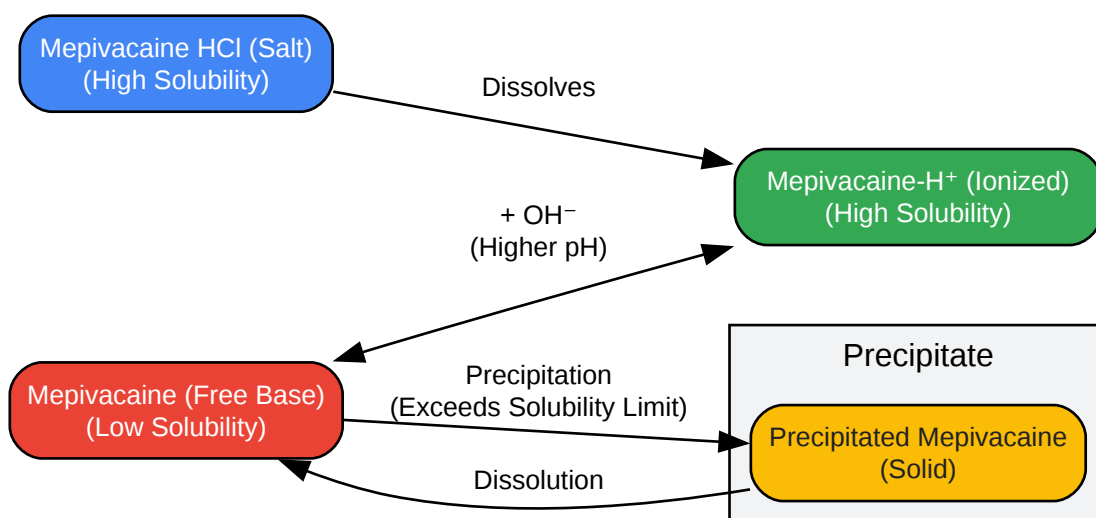 Mepivacaine HCl (Salt)
(High Solubility)
Dissolves
Mepivacaine-H⁺ (Ionized)
(High Solubility)
+ OH⁻
(Higher pH)
Precipitate
Mepivacaine (Free Base)
(Low Solubility)
Precipitation
(Exceeds Solubility Limit)
Precipitated Mepivacaine
(Solid)
Dissolution